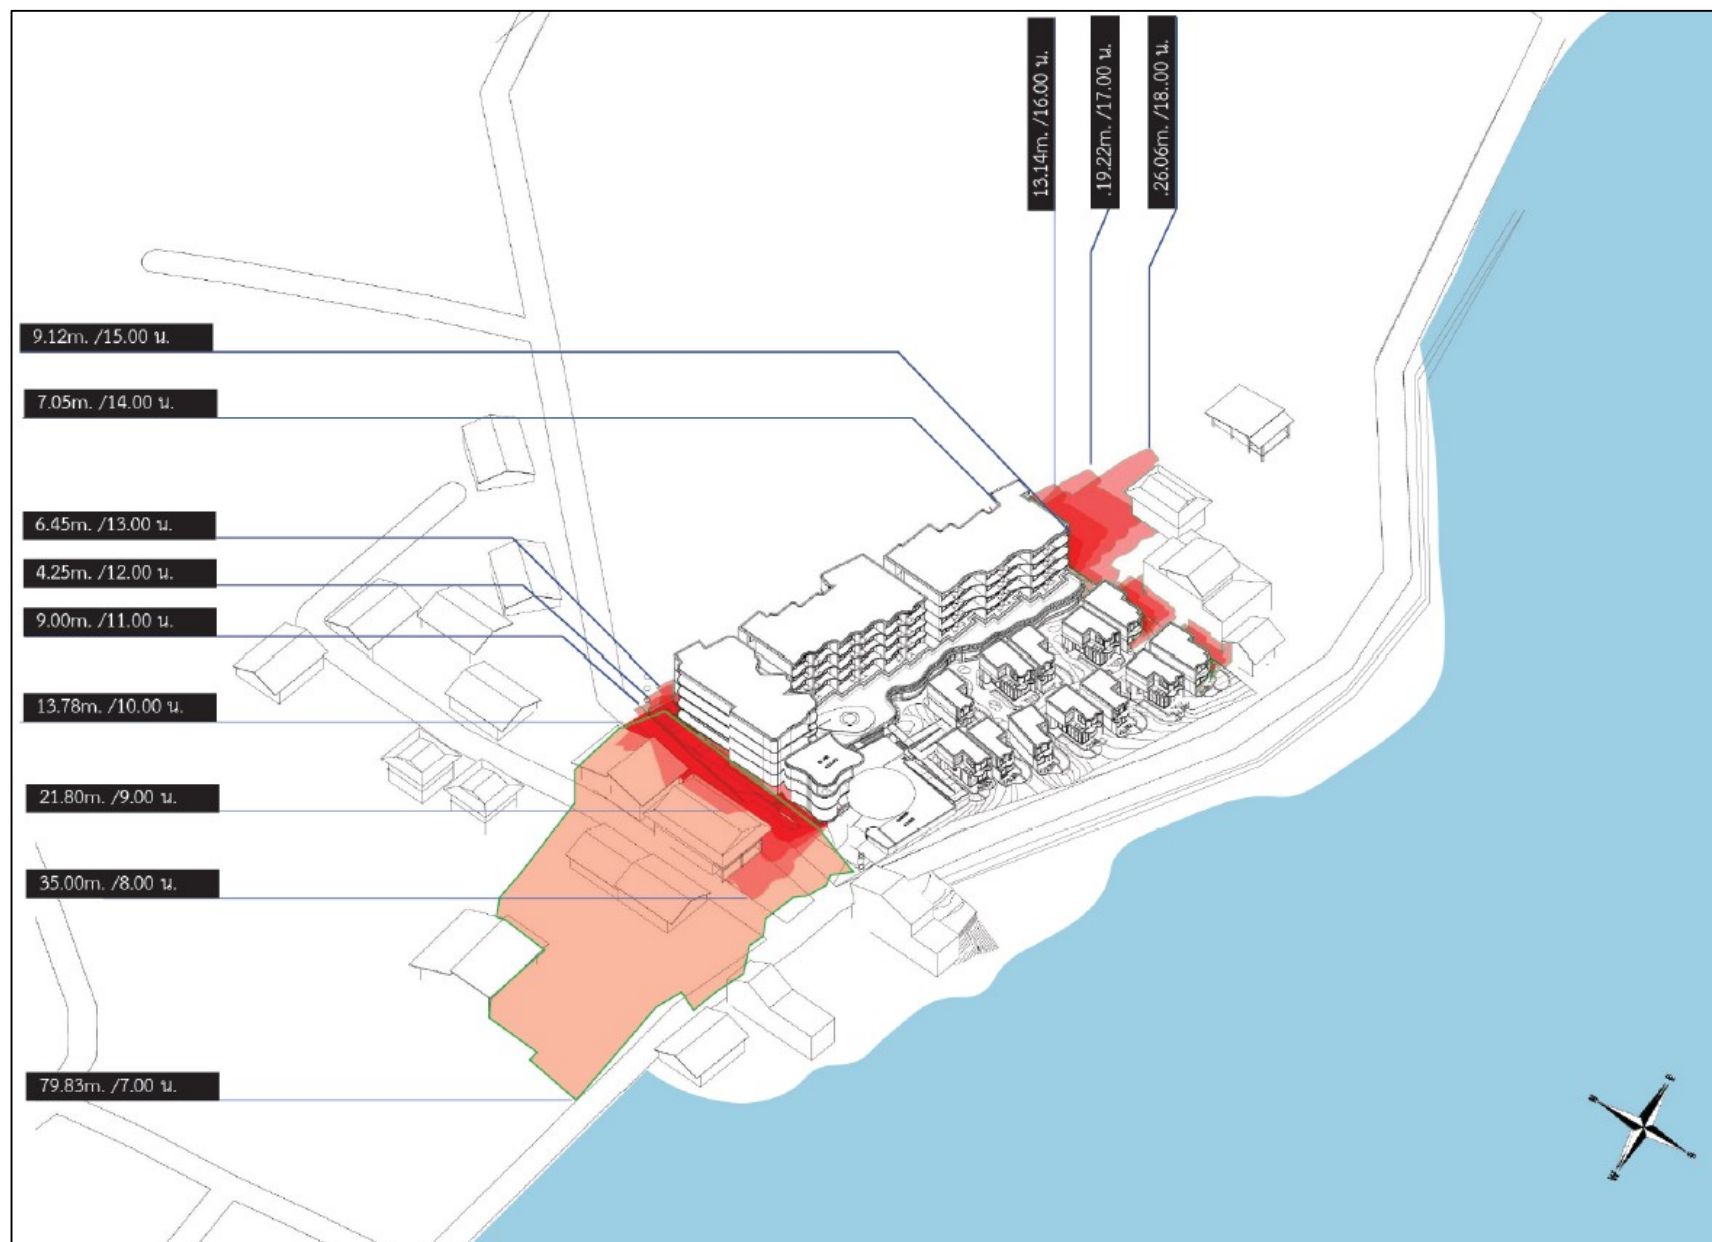 13.14m. /16.00 น.
.19.22m. /17.00 น.
.26.06m. /18..00 น.
9.12m. /15.00 น.
7.05m. /14.00 น.
6.45m. /13.00 น.
4.25m. /12.00 น.
9.00m. /11.00 น.
13.78m. /10.00 น.
21.80m. /9.00 น.
35.00m. /8.00 น.
79.83m. /7.00 น.